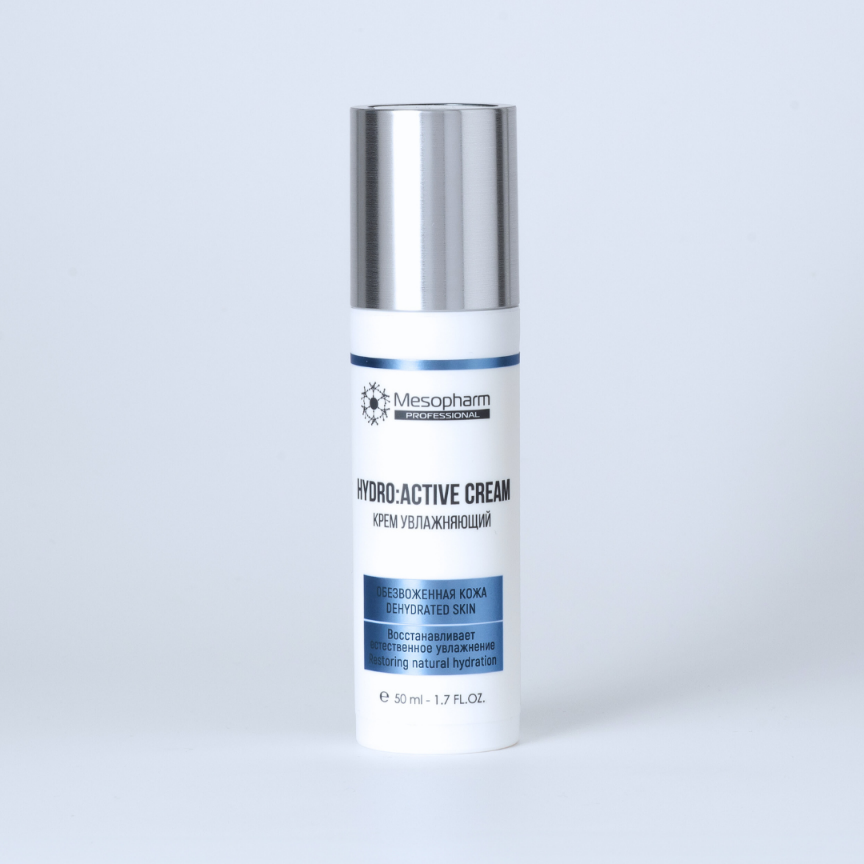 Mesopharm
PROFESSIONAL
HYDRO:ACTIVE CREAM
КРЕМ УВЛАЖНЯЮЩИЙ
ОБЕЗВОЖЕННАЯ КОЖА
DEHYDRATED SKIN
Восстанавливает
естественное увлажнение
Restoring natural hydration
℮ 50 ml - 1.7 FL.OZ.